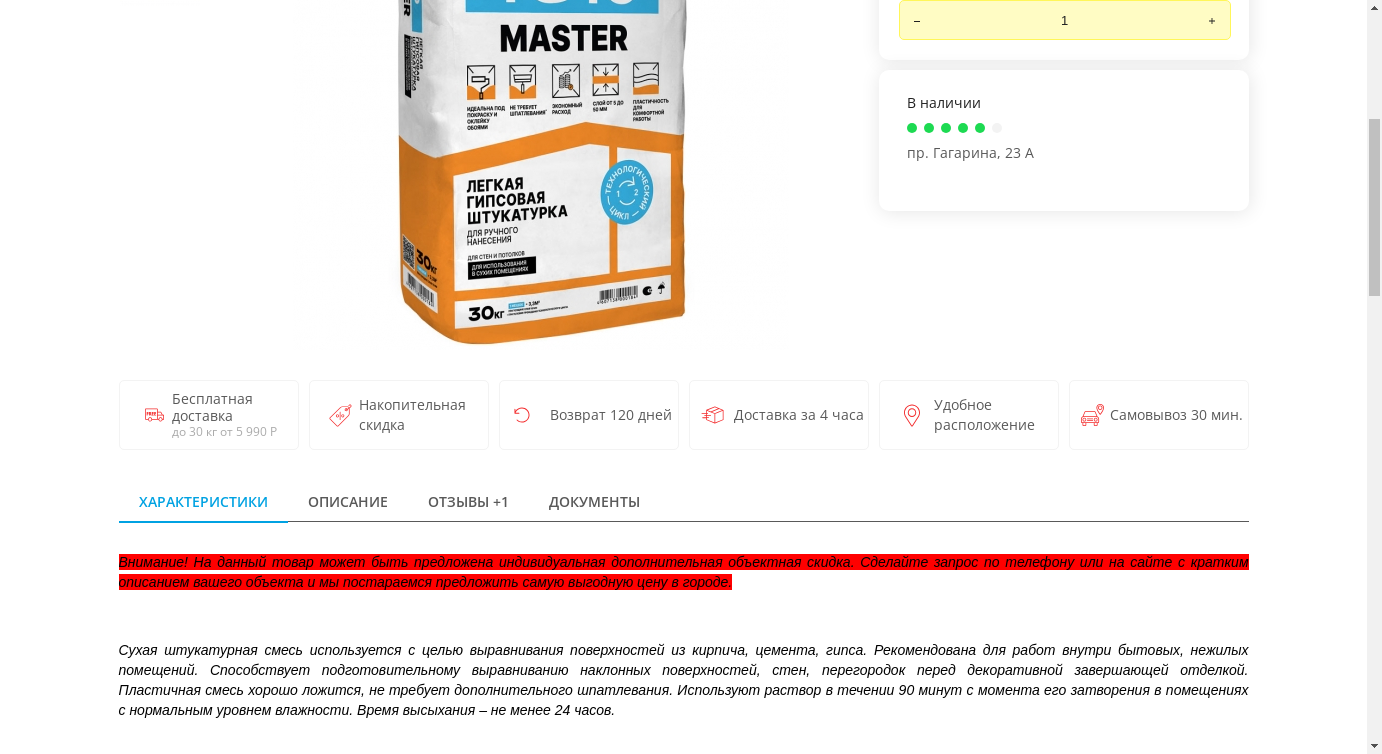 – 1 +
MASTER
ИДЕАЛЬНА ПОД ПОКРАСКУ И ОКЛЕЙКУ ОБОЯМИ
НЕ ТРЕБУЕТ ШПАТЛЕВАНИЯ*
ЭКОНОМНЫЙ РАСХОД
СЛОЙ ОТ 5 ДО 50 ММ
ПЛАСТИЧНОСТЬ ДЛЯ КОМФОРТНОЙ РАБОТЫ
В наличии
пр. Гагарина, 23 А
ЛЕГКАЯ
ГИПСОВАЯ
ШТУКАТУРКА
ДЛЯ РУЧНОГО
НАНЕСЕНИЯ
ДЛЯ СТЕН И ПОТОЛКОВ
ДЛЯ ИСПОЛЬЗОВАНИЯ
В СУХИХ ПОМЕЩЕНИЯХ
ТЕХНОЛОГИЧЕСКИЙ ЦИКЛ
1 2
30кг
30кг
Бесплатная
доставка
до 30 кг от 5 990 Р
Накопительная
скидка
Возврат 120 дней
Доставка за 4 часа
Удобное
расположение
Самовывоз 30 мин.
ХАРАКТЕРИСТИКИ ОПИСАНИЕ ОТЗЫВЫ +1 ДОКУМЕНТЫ
Внимание! На данный товар может быть предложена индивидуальная дополнительная объектная скидка. Сделайте запрос по телефону или на сайте с кратким
описанием вашего объекта и мы постараемся предложить самую выгодную цену в городе.
Сухая штукатурная смесь используется с целью выравнивания поверхностей из кирпича, цемента, гипса. Рекомендована для работ внутри бытовых, нежилых
помещений. Способствует подготовительному выравниванию наклонных поверхностей, стен, перегородок перед декоративной завершающей отделкой.
Пластичная смесь хорошо ложится, не требует дополнительного шпатлевания. Используют раствор в течении 90 минут с момента его затворения в помещениях
с нормальным уровнем влажности. Время высыхания – не менее 24 часов.